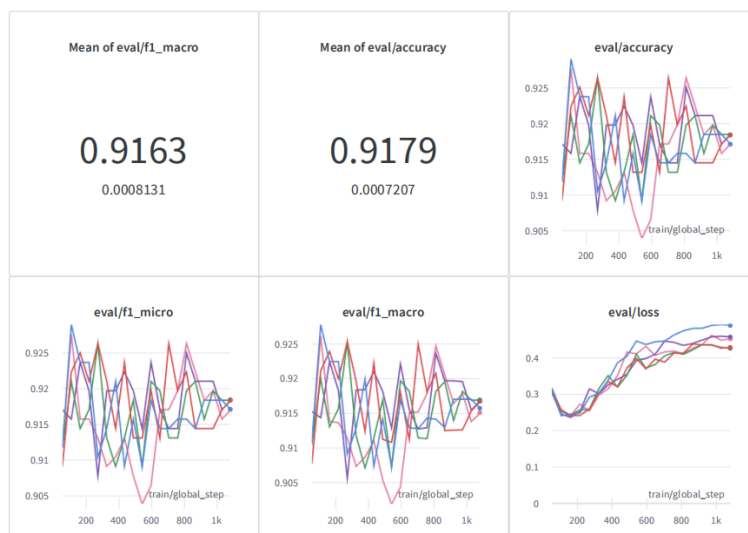 Mean of eval/f1_macro
0.9163
0.0008131
Mean of eval/accuracy
0.9179
0.0007207
eval/accuracy
0.925
0.92
0.915
0.91
0.905
train/global_step
200 400 600 800 1k
eval/f1_micro
0.925
0.92
0.915
0.91
0.905
train/global_step
200 400 600 800 1k
eval/f1_macro
0.925
0.92
0.915
0.91
0.905
train/global_step
200 400 600 800 1k
eval/loss
0.4
0.3
0.2
0.1
0
train/global_step
200 400 600 800 1k